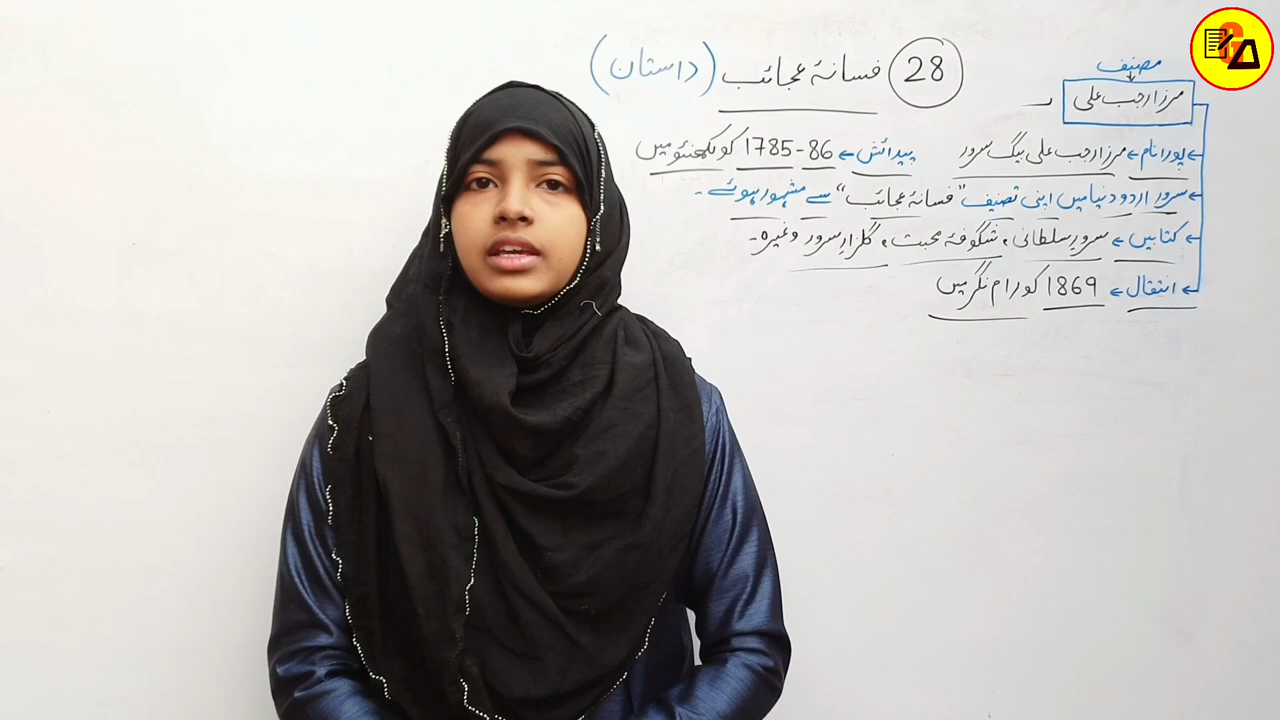 28 فسانۂ عجائب (داستان)
مصنف
مرزا رجب علی
پورا نام ← مرزا رجب علی بیگ سرور پیدائش ← 86-1785 کو لکھنئو میں
سرور اردو دنیا میں اپنی تصنیف "فسانۂ عجائب" سے مشہور ہوئے۔
کتابیں ← سرورِ سلطانی، شگوفۂ محبت، گلزارِ سرور وغیرہ۔
انتقال ← 1869 کو رام نگر میں